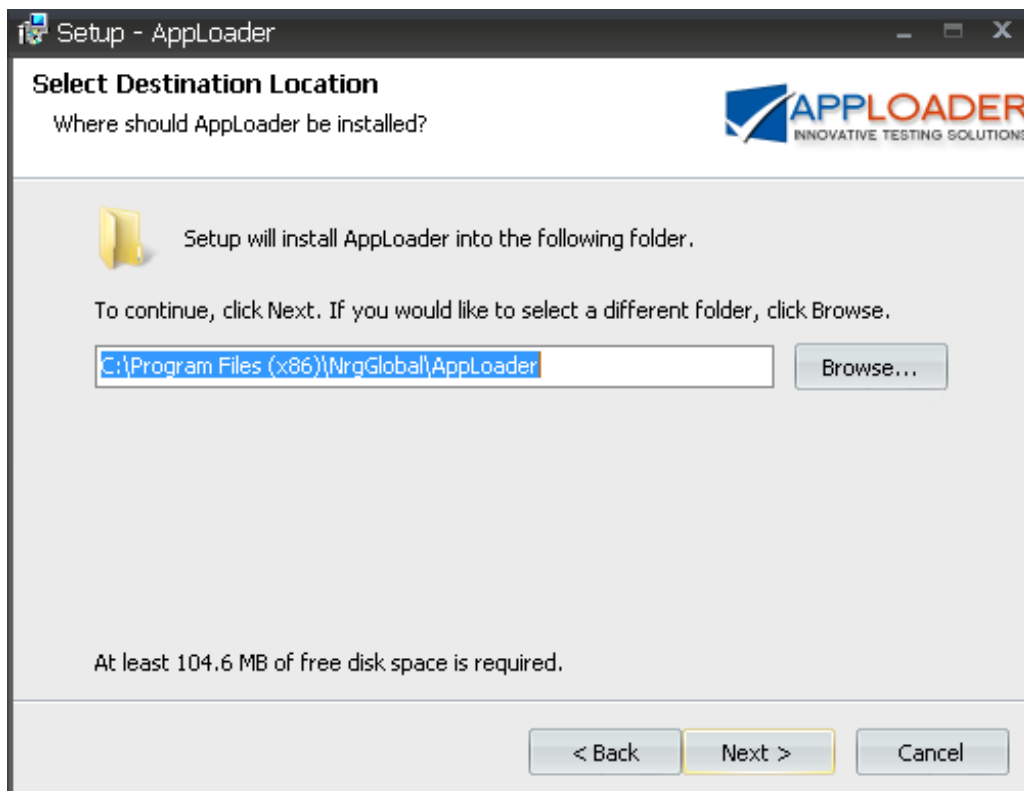 Setup - AppLoader
Select Destination Location
Where should AppLoader be installed?
APPLOADER
INNOVATIVE TESTING SOLUTIONS
Setup will install AppLoader into the following folder.
To continue, click Next. If you would like to select a different folder, click Browse.
C:\Program Files (x86)\NrgGlobal\AppLoader
Browse...
At least 104.6 MB of free disk space is required.
< Back
Next >
Cancel